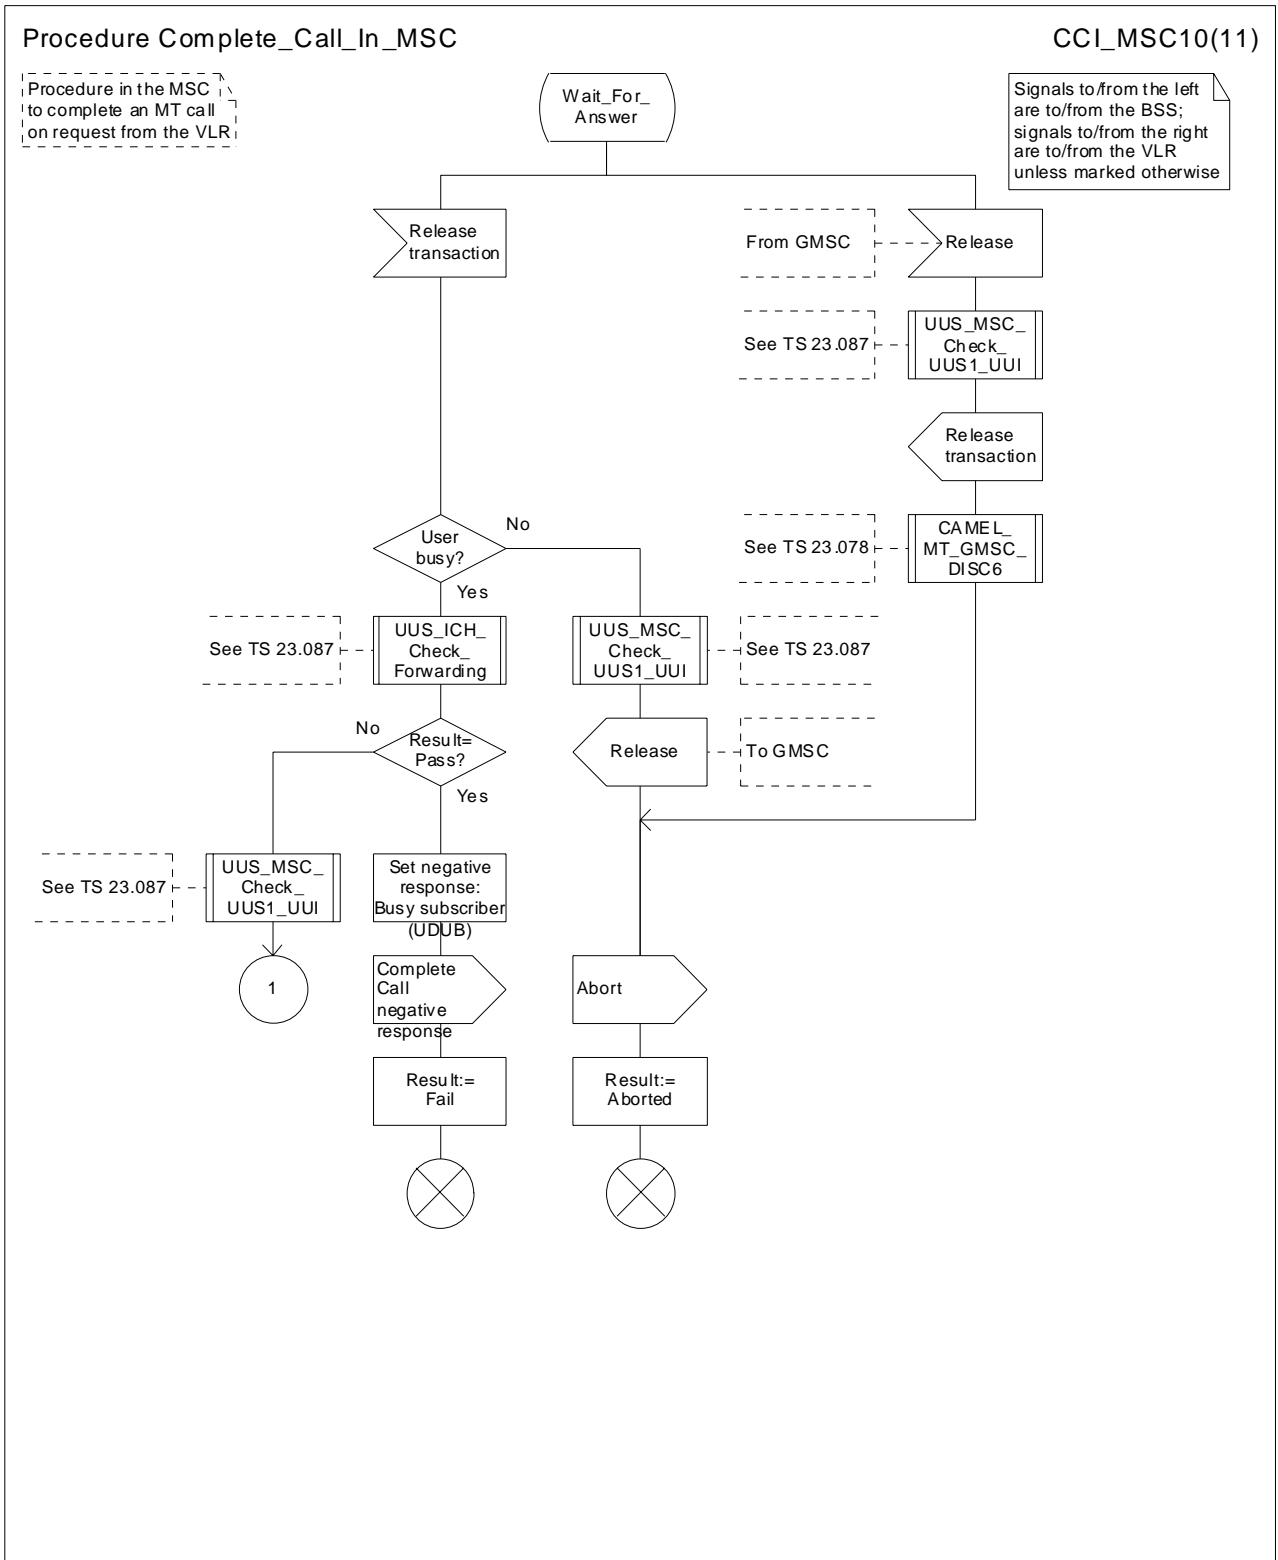 Procedure Complete_Call_In_MSC
CCI_MSC10(11)
Procedure in the MSC
to complete an MT call
on request from the VLR
Wait_For_
Answer
Signals to/from the left
are to/from the BSS;
signals to/from the right
are to/from the VLR
unless marked otherwise
Release
transaction
From GMSC
Release
See TS 23.087
UUS_MSC_
Check_
UUS1_UUI
Release
transaction
User
busy?
No
Yes
See TS 23.078
CAMEL_
MT_GMSC_
DISC6
See TS 23.087
UUS_ICH_
Check_
Forwarding
UUS_MSC_
Check_
UUS1_UUI
See TS 23.087
No
Result=
Pass?
Yes
Release
To GMSC
See TS 23.087
UUS_MSC_
Check_
UUS1_UUI
Set negative
response:
Busy subscriber
(UDUB)
1
Complete
Call
negative
response
Abort
Result:=
Fail
Result:=
Aborted